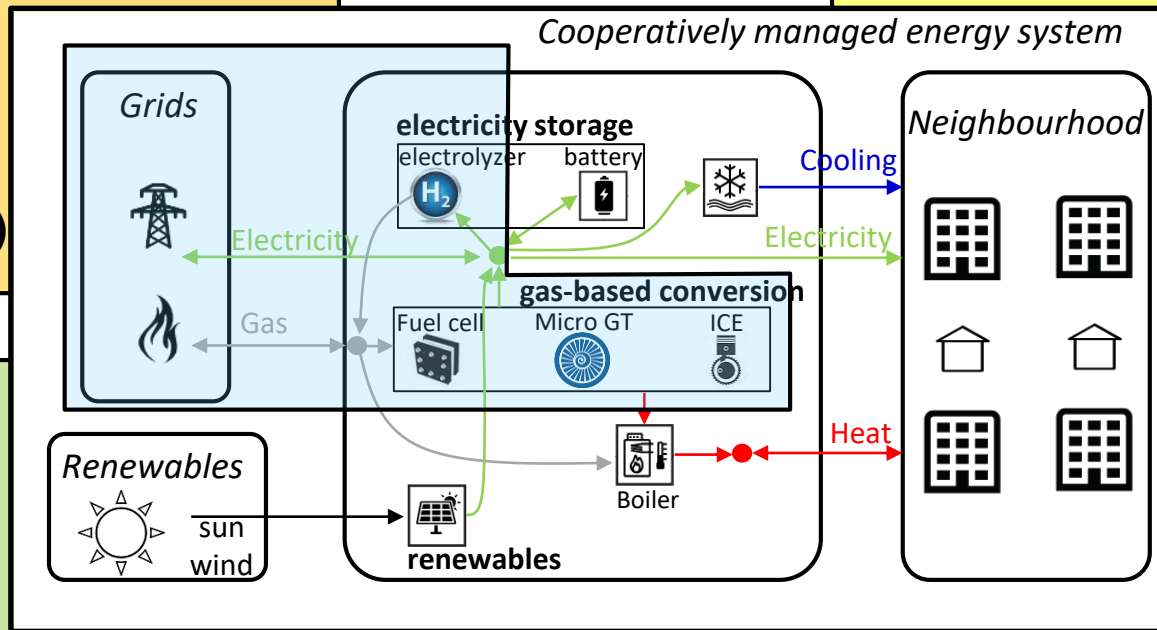 Cooperatively managed energy system
Grids
electricity storage
electrolyzer
battery
H2
Neighbourhood
Cooling
Electricity
Electricity
gas-based conversion
Gas
Fuel cell
Micro GT
ICE
Heat
Renewables
Boiler
sun
wind
renewables